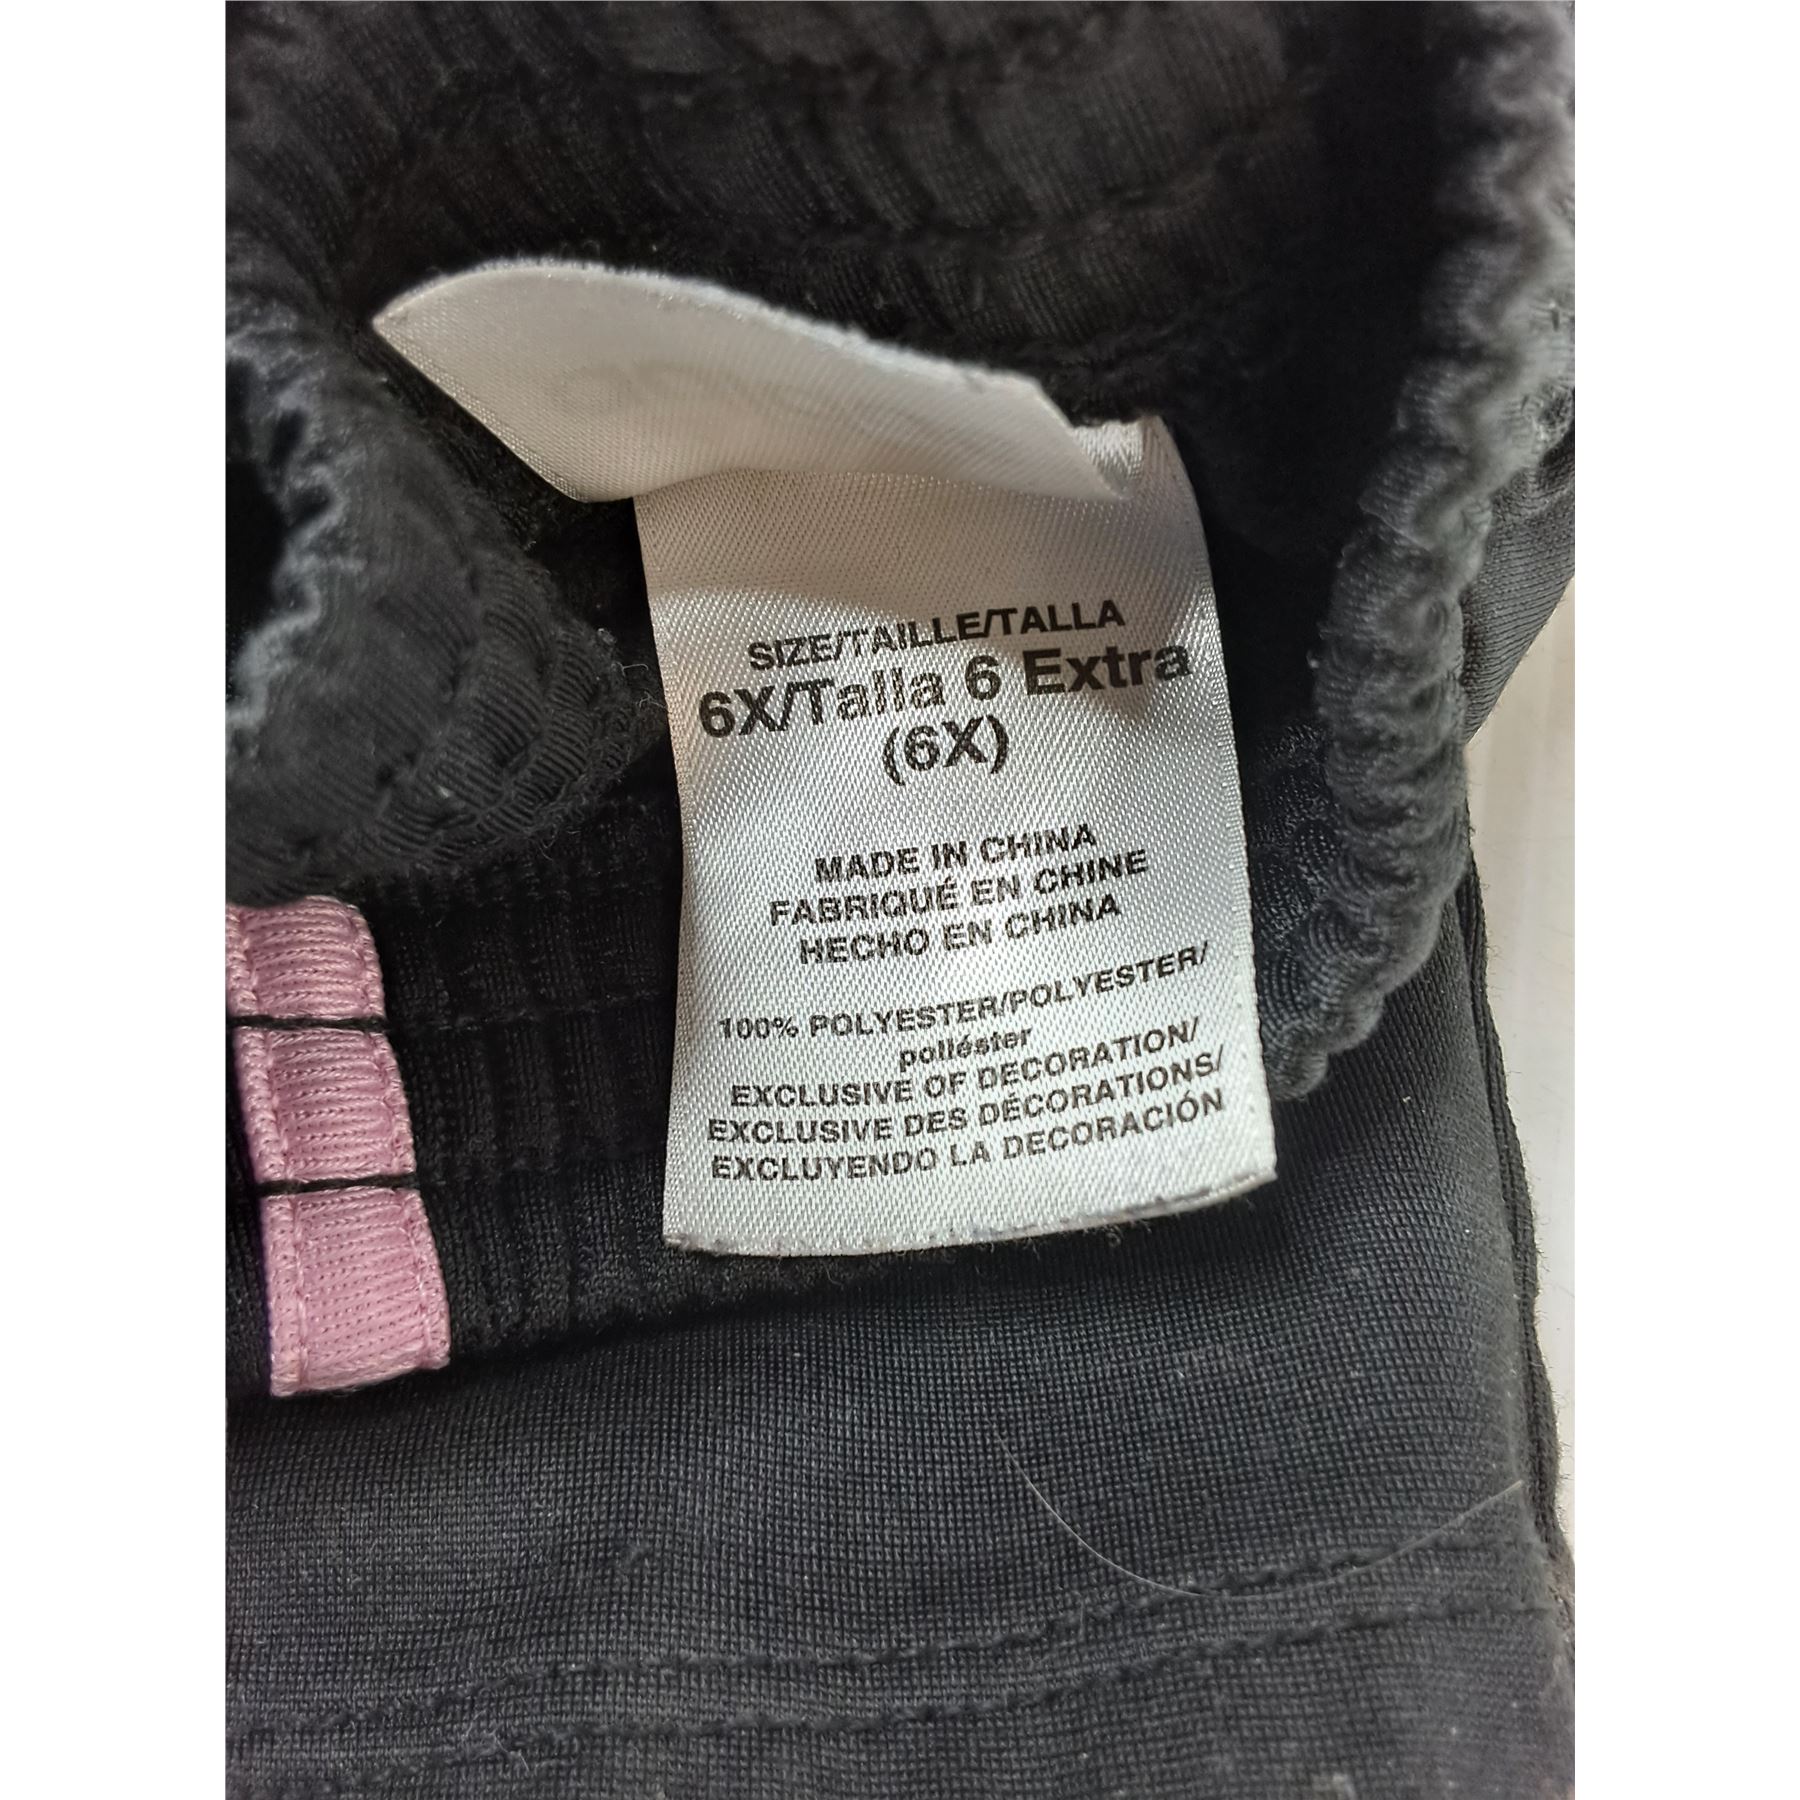 SIZE/TAILLE/TALLA
6X/Talla 6 Extra
(6X)
MADE IN CHINA
FABRIQUÉ EN CHINE
HECHO EN CHINA
100% POLYESTER/POLYESTER/
poliéster
EXCLUSIVE OF DECORATION/
EXCLUSIVE DES DÉCORATIONS/
EXCLUYENDO LA DECORACIÓN